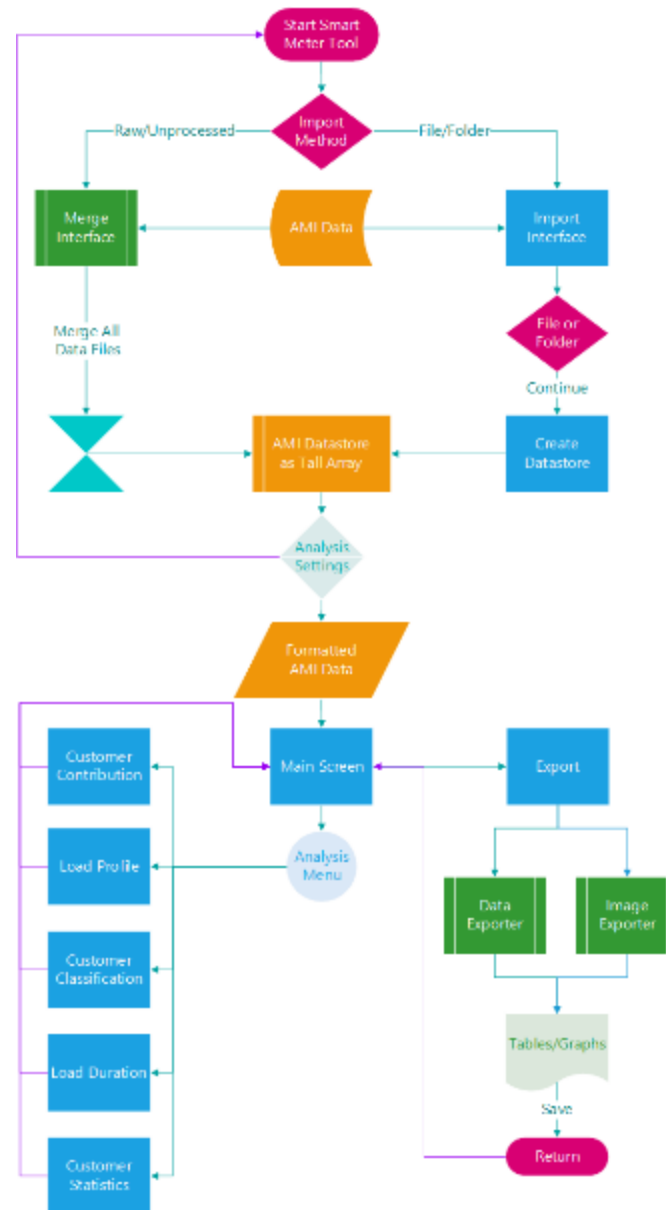 Start Smart
Meter Tool
Import
Method
Raw/Unprocessed
File/Folder
Merge
Interface
AMI Data
Import
Interface
File or
Folder
Merge All
Data Files
Continue
AMI Datastore
as Tall Array
Create
Datastore
Analysis
Settings
Formatted
AMI Data
Customer
Contribution
Main Screen
Export
Load Profile
Analysis
Menu
Data
Exporter
Image
Exporter
Customer
Classification
Tables/Graphs
Load Duration
Save
Customer
Statistics
Return